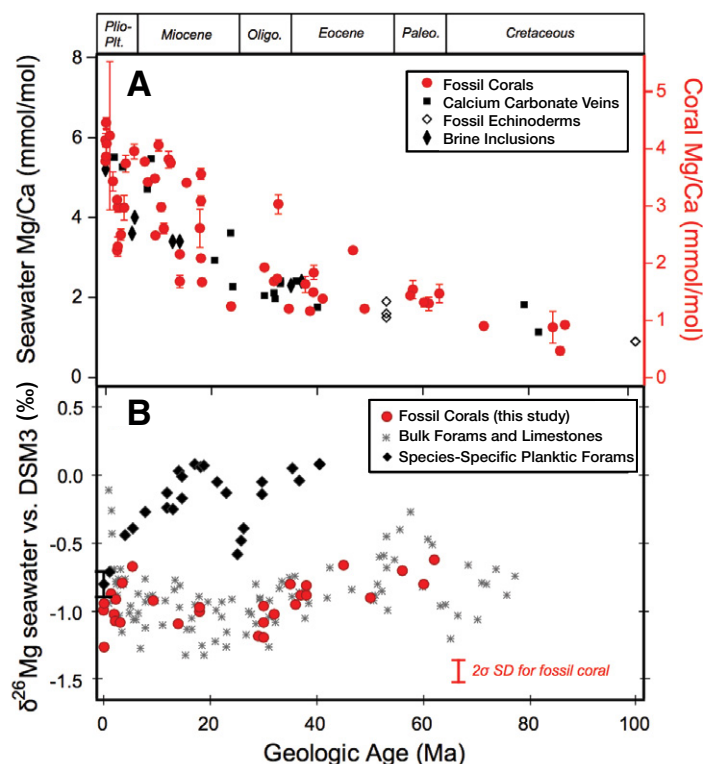 Plio-
Plt.
Miocene
Oligo.
Eocene
Paleo.
Cretaceous
A
Fossil Corals
Calcium Carbonate Veins
Fossil Echinoderms
Brine Inclusions
Seawater Mg/Ca (mmol/mol)
8
6
4
2
0
Coral Mg/Ca (mmol/mol)
5
4
3
2
1
0
B
Fossil Corals (this study)
Bulk Forams and Limestones
Species-Specific Planktic Forams
δ²⁶Mg seawater vs. DSM3 (‰)
0.5
0.0
-0.5
-1.0
-1.5
2σ SD for fossil coral
0
20
40
60
80
100
Geologic Age (Ma)